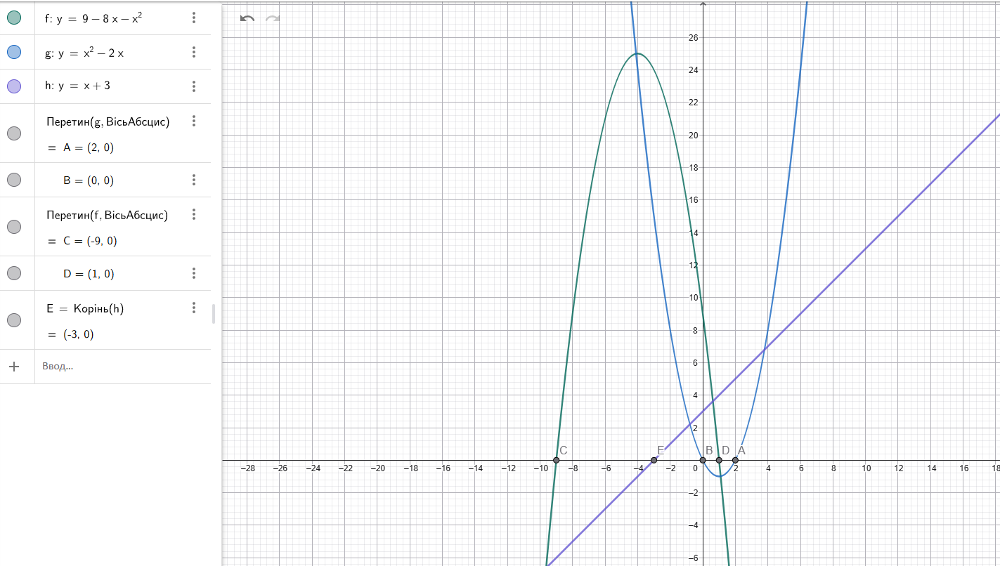 f: y = 9 − 8 x − x²
g: y = x² − 2 x
h: y = x + 3
Перетин(g, ВісьАбсцис)
= A = (2, 0)
B = (0, 0)
Перетин(f, ВісьАбсцис)
= C = (-9, 0)
D = (1, 0)
E = Корінь(h)
= (-3, 0)
Ввод...
26
24
22
20
18
16
14
12
10
8
6
4
2
C E B D A
−28 −26 −24 −22 −20 −18 −16 −14 −12 −10 −8 −6 −4 −2 0 2 4 6 8 10 12 14 16 18
−2
−4
−6